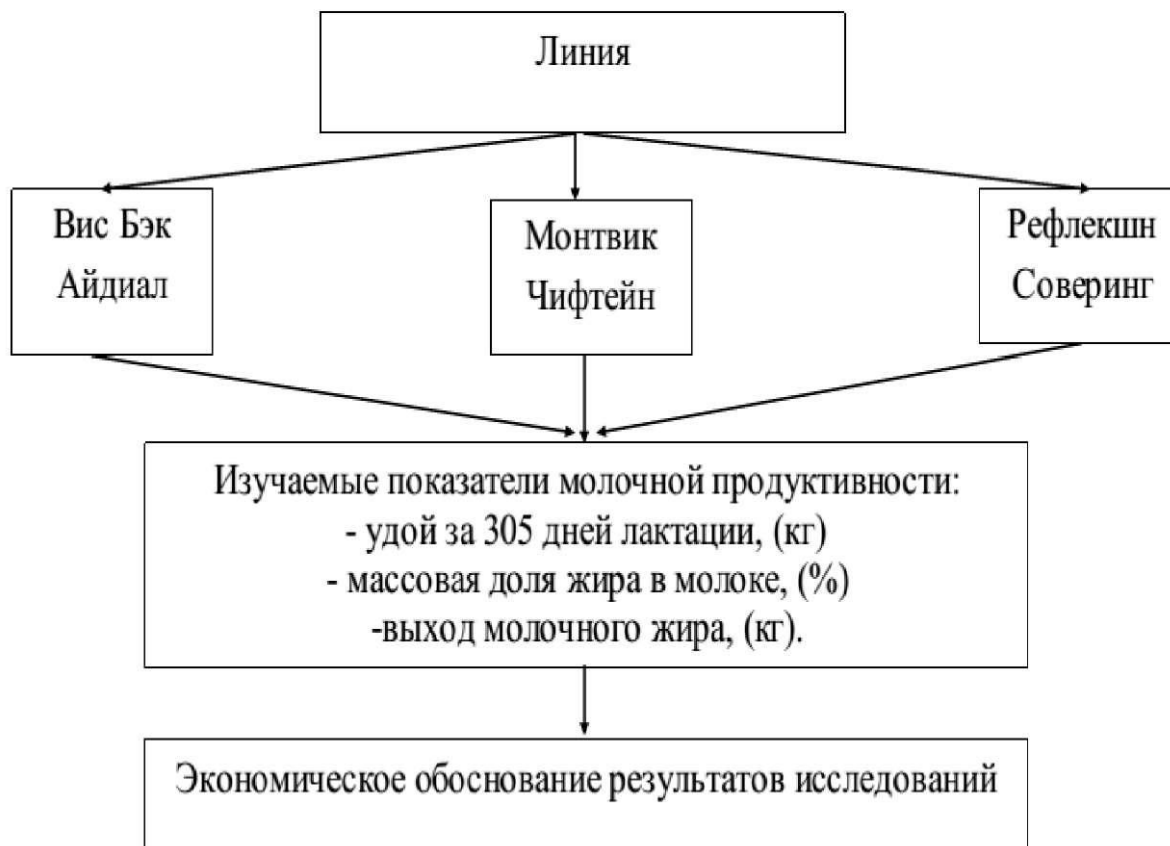 Линия
Вис Бэк
Айдиал
Монтвик
Чифтейн
Рефлекшн
Соверинг
Изучаемые показатели молочной продуктивности:
- удой за 305 дней лактации, (кг)
- массовая доля жира в молоке, (%)
-выход молочного жира, (кг).
Экономическое обоснование результатов исследований